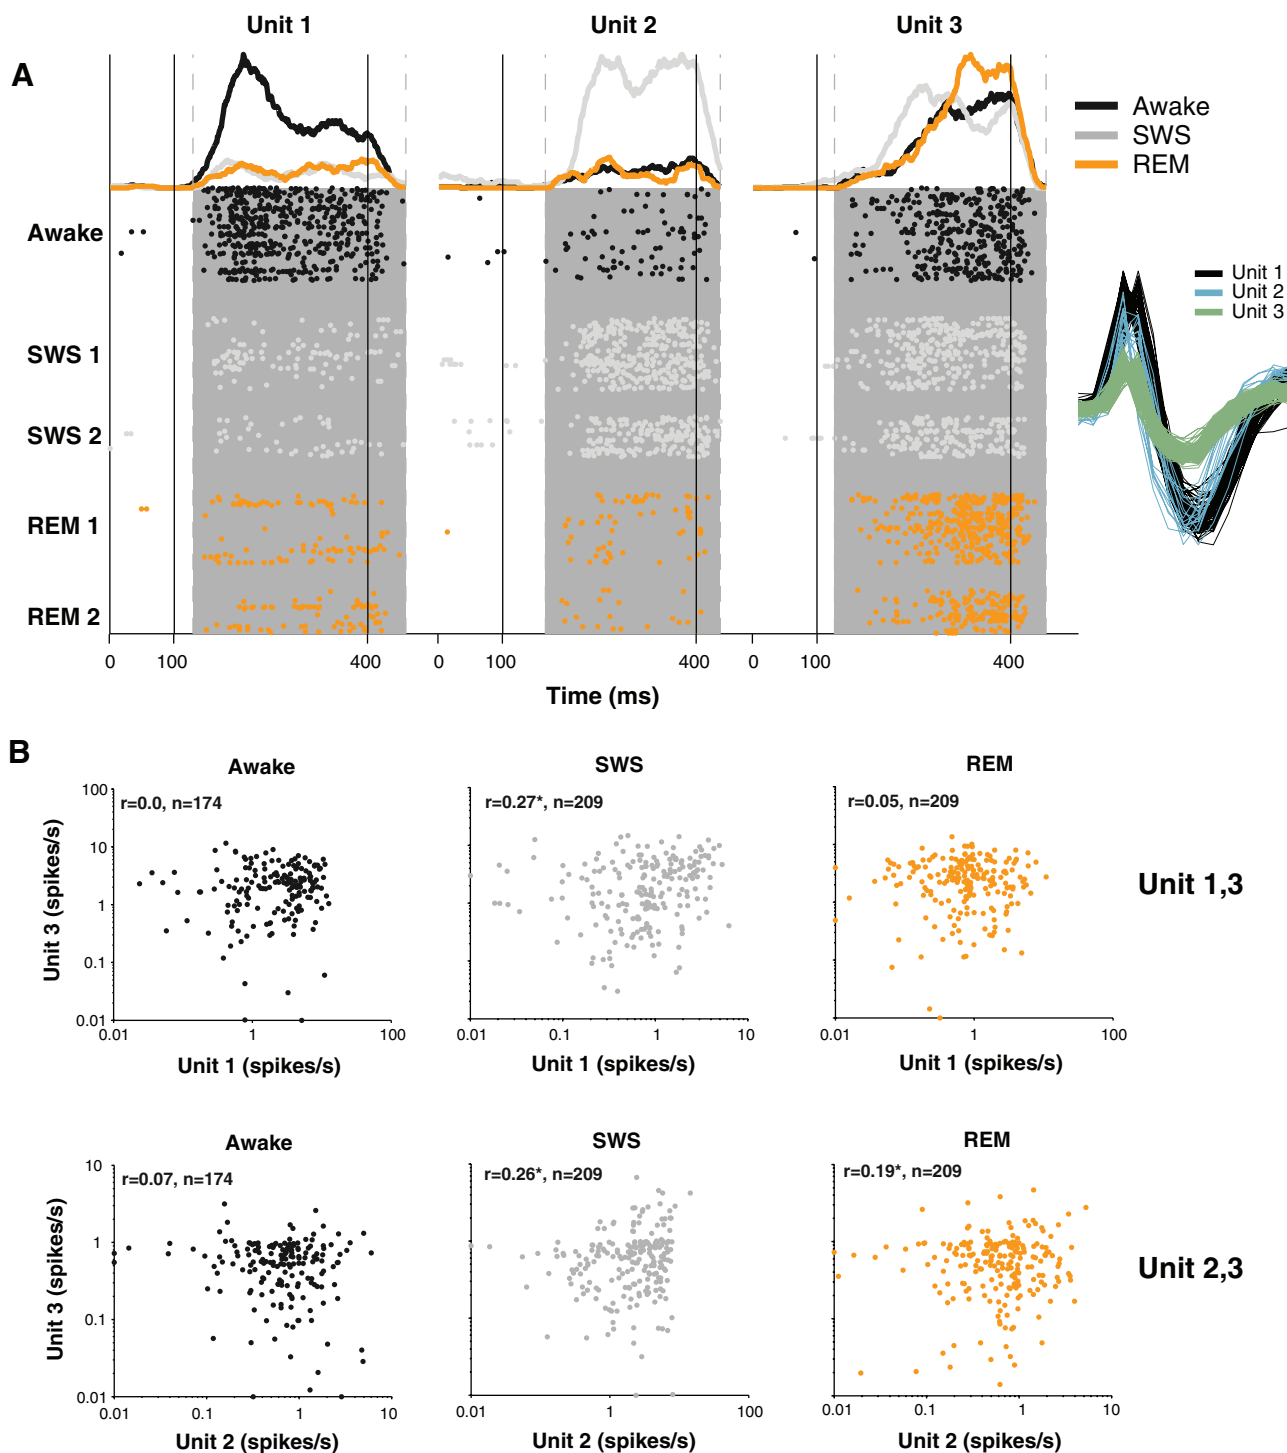 Unit 1
Unit 2
Unit 3
A
Awake
SWS
REM
Awake
SWS 1
SWS 2
REM 1
REM 2
Unit 1
Unit 2
Unit 3
0 100 400
0 100 400
0 100 400
Time (ms)
B
Awake
SWS
REM
r=0.0, n=174
r=0.27*, n=209
r=0.05, n=209
100
10
1
0.1
0.01
Unit 3 (spikes/s)
0.01 1 100
0.01 0.1 1 10
0.01 1 100
Unit 1 (spikes/s)
Unit 1 (spikes/s)
Unit 1 (spikes/s)
Unit 1,3
Awake
SWS
REM
r=0.07, n=174
r=0.26*, n=209
r=0.19*, n=209
10
1
0.1
0.01
Unit 3 (spikes/s)
0.01 0.1 1 10
0.01 1 100
0.01 1 10
Unit 2 (spikes/s)
Unit 2 (spikes/s)
Unit 2 (spikes/s)
Unit 2,3